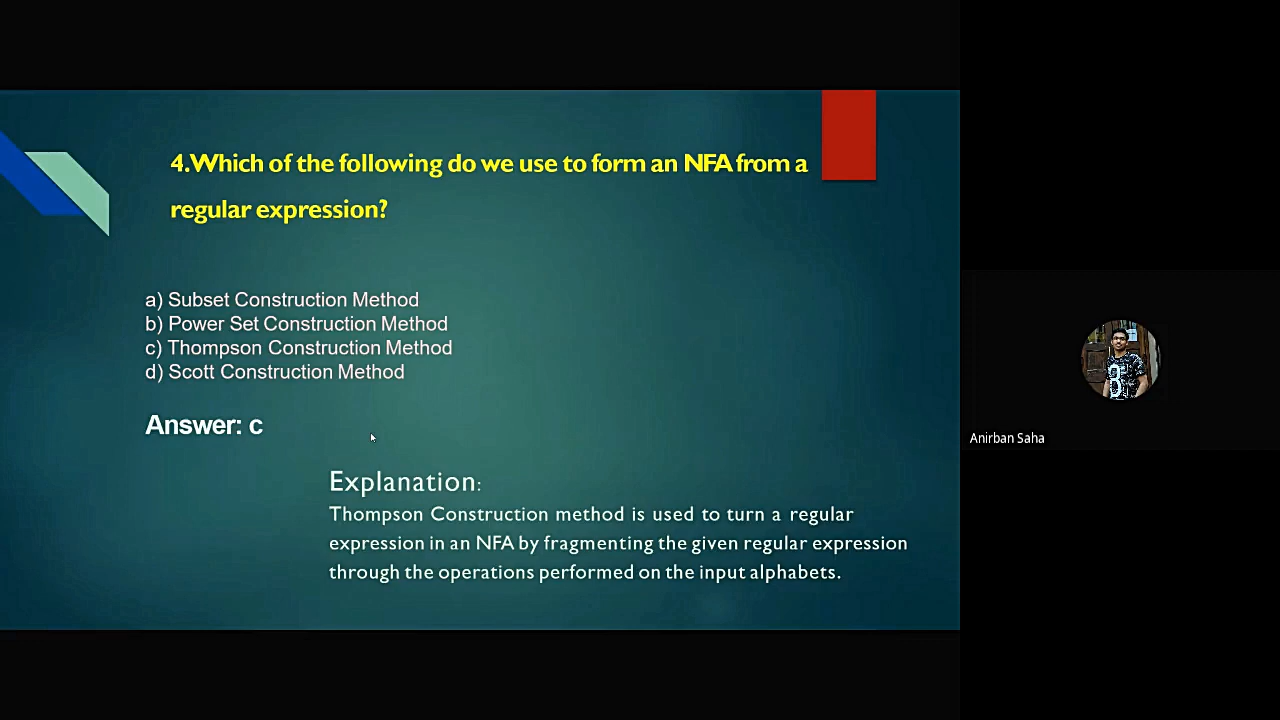 4.Which of the following do we use to form an NFA from a
regular expression?
a) Subset Construction Method
b) Power Set Construction Method
c) Thompson Construction Method
d) Scott Construction Method
Answer: c
Explanation:
Thompson Construction method is used to turn a regular
expression in an NFA by fragmenting the given regular expression
through the operations performed on the input alphabets.
Anirban Saha